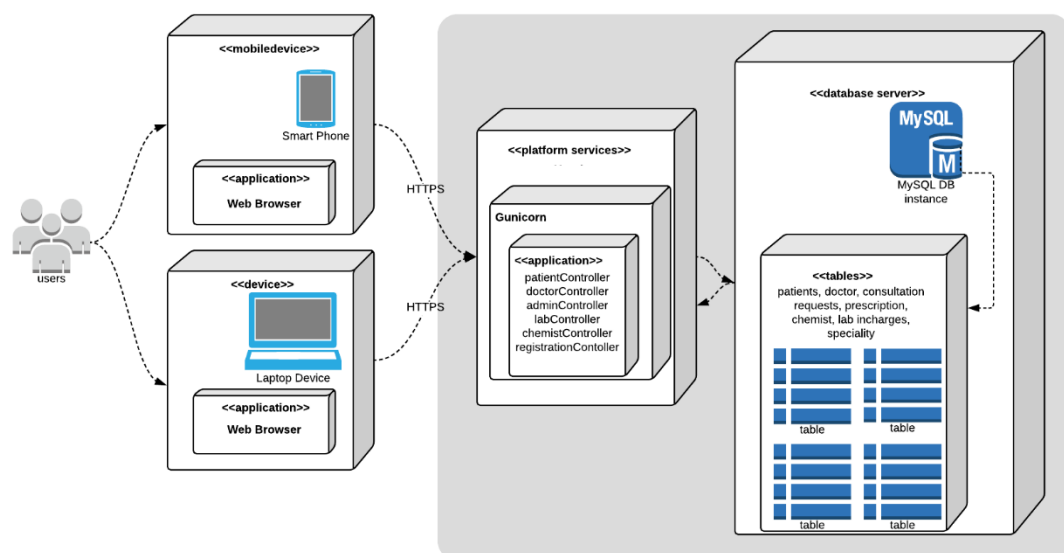 users
<<mobiledevice>>
Smart Phone
<<application>>
Web Browser
<<device>>
Laptop Device
<<application>>
Web Browser
HTTPS
HTTPS
<<platform services>>
Gunicorn
<<application>>
patientController
doctorController
adminController
labController
chemistController
registrationContoller
<<database server>>
MySQL
M
MySQL DB
instance
<<tables>>
patients, doctor, consultation
requests, prescription,
chemist, lab incharges,
speciality
table
table
table
table